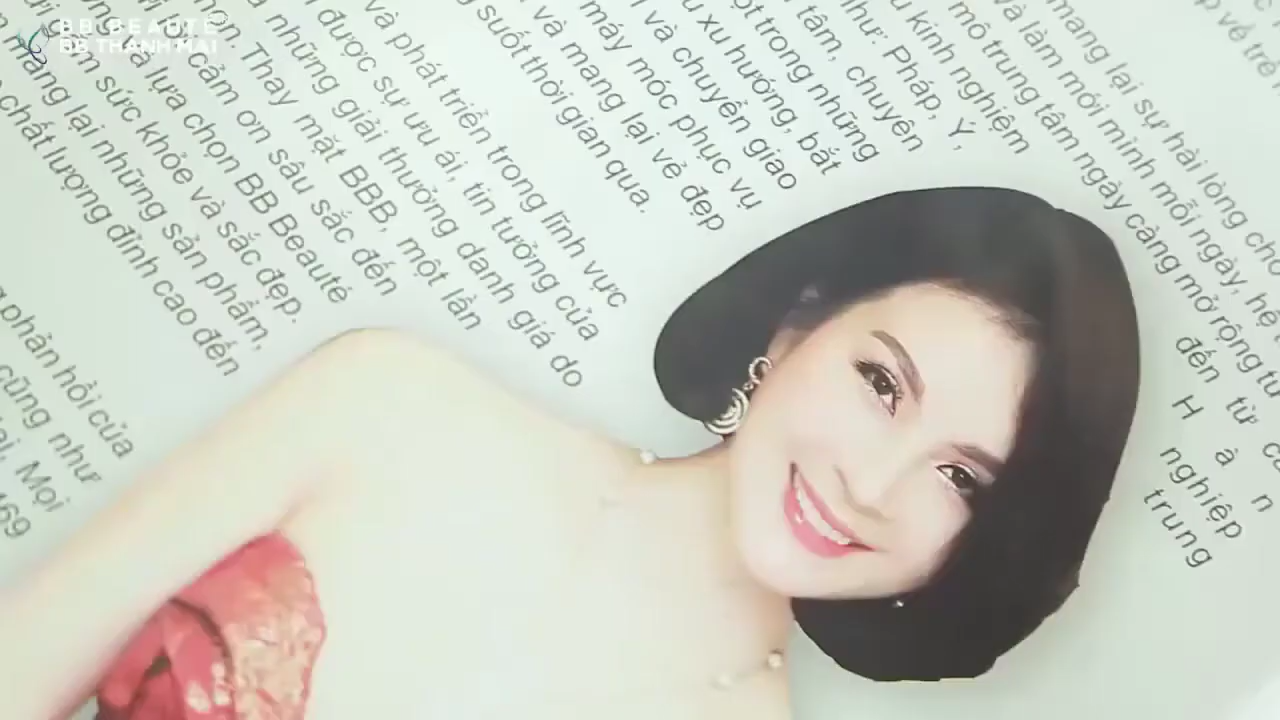 BB BEAUTÉ
BB THANH MAI
vẻ trẻ
mang lại sự hài lòng cho
và làm mới mình mỗi ngày, hệ
mô trung tâm ngày càng mở rộng từ
kinh nghiệm
như: Pháp, Ý,
đến từ
tâm, chuyên
H à n
trong những
nghiệp
xu hướng, bắt
trung
và chuyển giao
máy móc phục vụ
và mang lại vẻ đẹp
suốt thời gian qua.
và phát triển trong lĩnh vực
được sự ưu ái, tin tưởng của
những giải thưởng danh giá do
Thay mặt BBB, một lần
cảm ơn sâu sắc đến
lựa chọn BB Beauté
sức khỏe và sắc đẹp.
mang lại những sản phẩm,
chất lượng đỉnh cao đến
phản hồi của
cũng như
Mọi